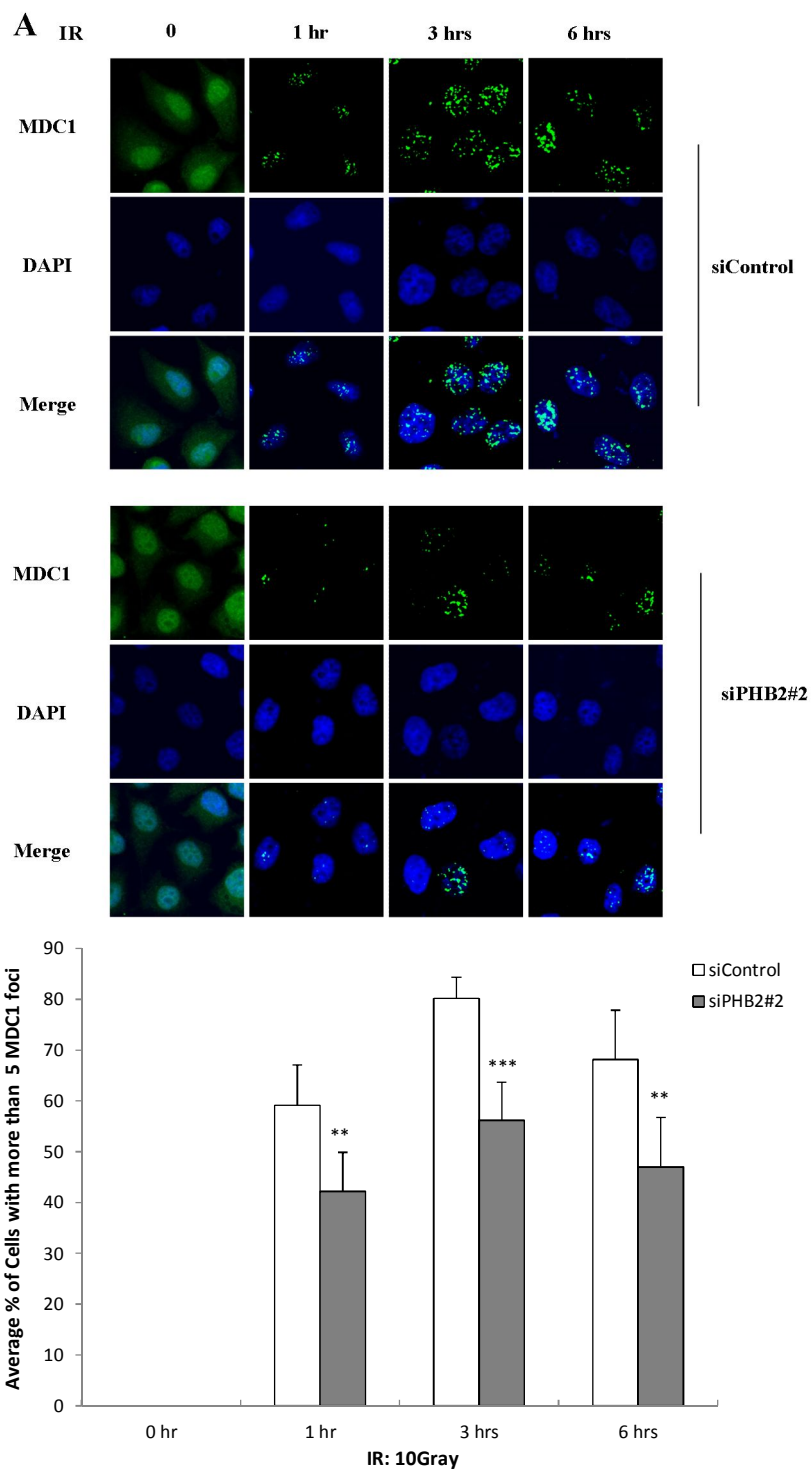 A IR 0 1 hr 3 hrs 6 hrs
MDC1
DAPI
siControl
Merge
MDC1
DAPI
siPHB2#2
Merge
Average % of Cells with more than 5 MDC1 foci
90
80
70
60
50
40
30
20
10
0
siControl
siPHB2#2
**
***
**
0 hr 1 hr 3 hrs 6 hrs
IR: 10Gray